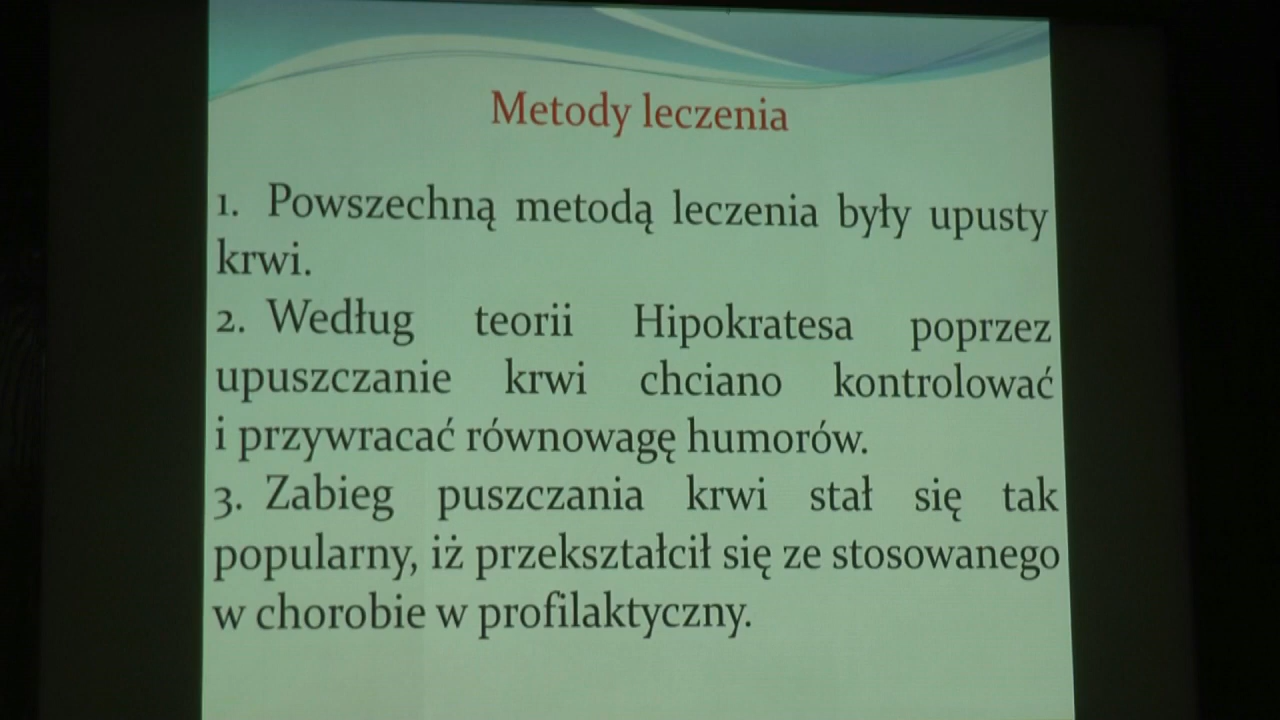 Metody leczenia
1. Powszechną metodą leczenia były upusty
krwi.
2. Według teorii Hipokratesa poprzez
upuszczanie krwi chciano kontrolować
i przywracać równowagę humorów.
3. Zabieg puszczania krwi stał się tak
popularny, iż przekształcił się ze stosowanego
w chorobie w profilaktyczny.